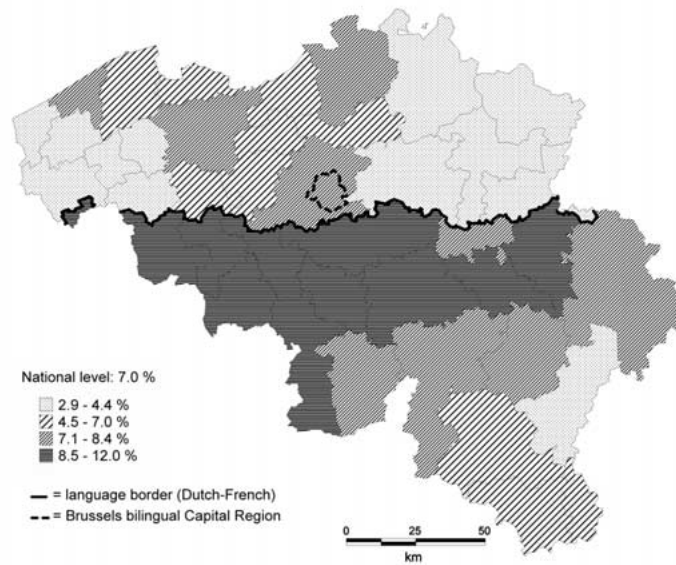 National level: 7.0 %
2.9 - 4.4 %
4.5 - 7.0 %
7.1 - 8.4 %
8.5 - 12.0 %
= language border (Dutch-French)
= Brussels bilingual Capital Region
0 25 50
km